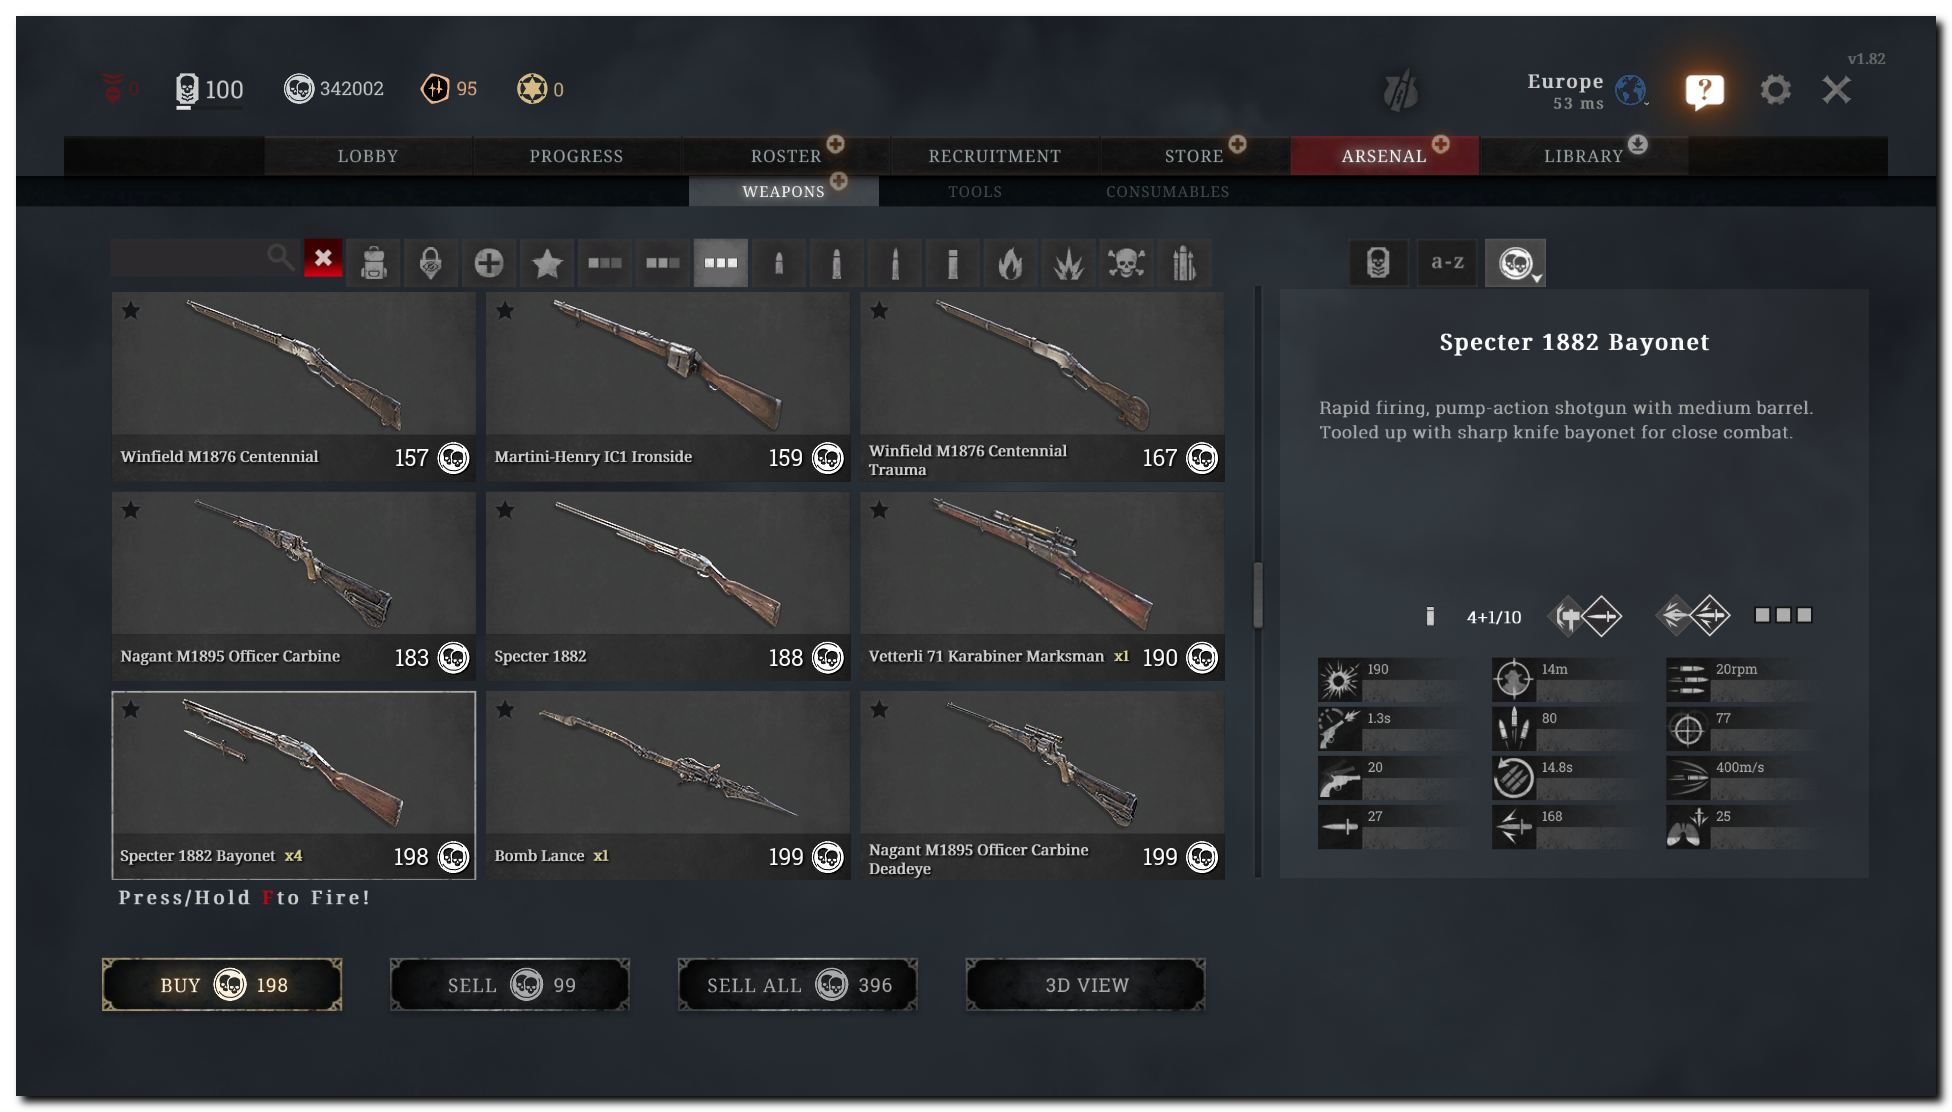 v1.82
0
100
342002
95
0
Europe
53 ms
?
LOBBY
PROGRESS
ROSTER
RECRUITMENT
STORE
ARSENAL
LIBRARY
WEAPONS
TOOLS
CONSUMABLES
a-z
Winfield M1876 Centennial
157
Martini-Henry IC1 Ironside
159
Winfield M1876 Centennial
Trauma
167
Nagant M1895 Officer Carbine
183
Specter 1882
188
Vetterli 71 Karabiner Marksman x1
190
Specter 1882 Bayonet x4
198
Bomb Lance x1
199
Nagant M1895 Officer Carbine
Deadeye
199
Press/Hold F to Fire!
BUY 198
SELL 99
SELL ALL 396
3D VIEW
Specter 1882 Bayonet
Rapid firing, pump-action shotgun with medium barrel.
Tooled up with sharp knife bayonet for close combat.
4+1/10
190
14m
20rpm
1.3s
80
77
20
14.8s
400m/s
27
168
25